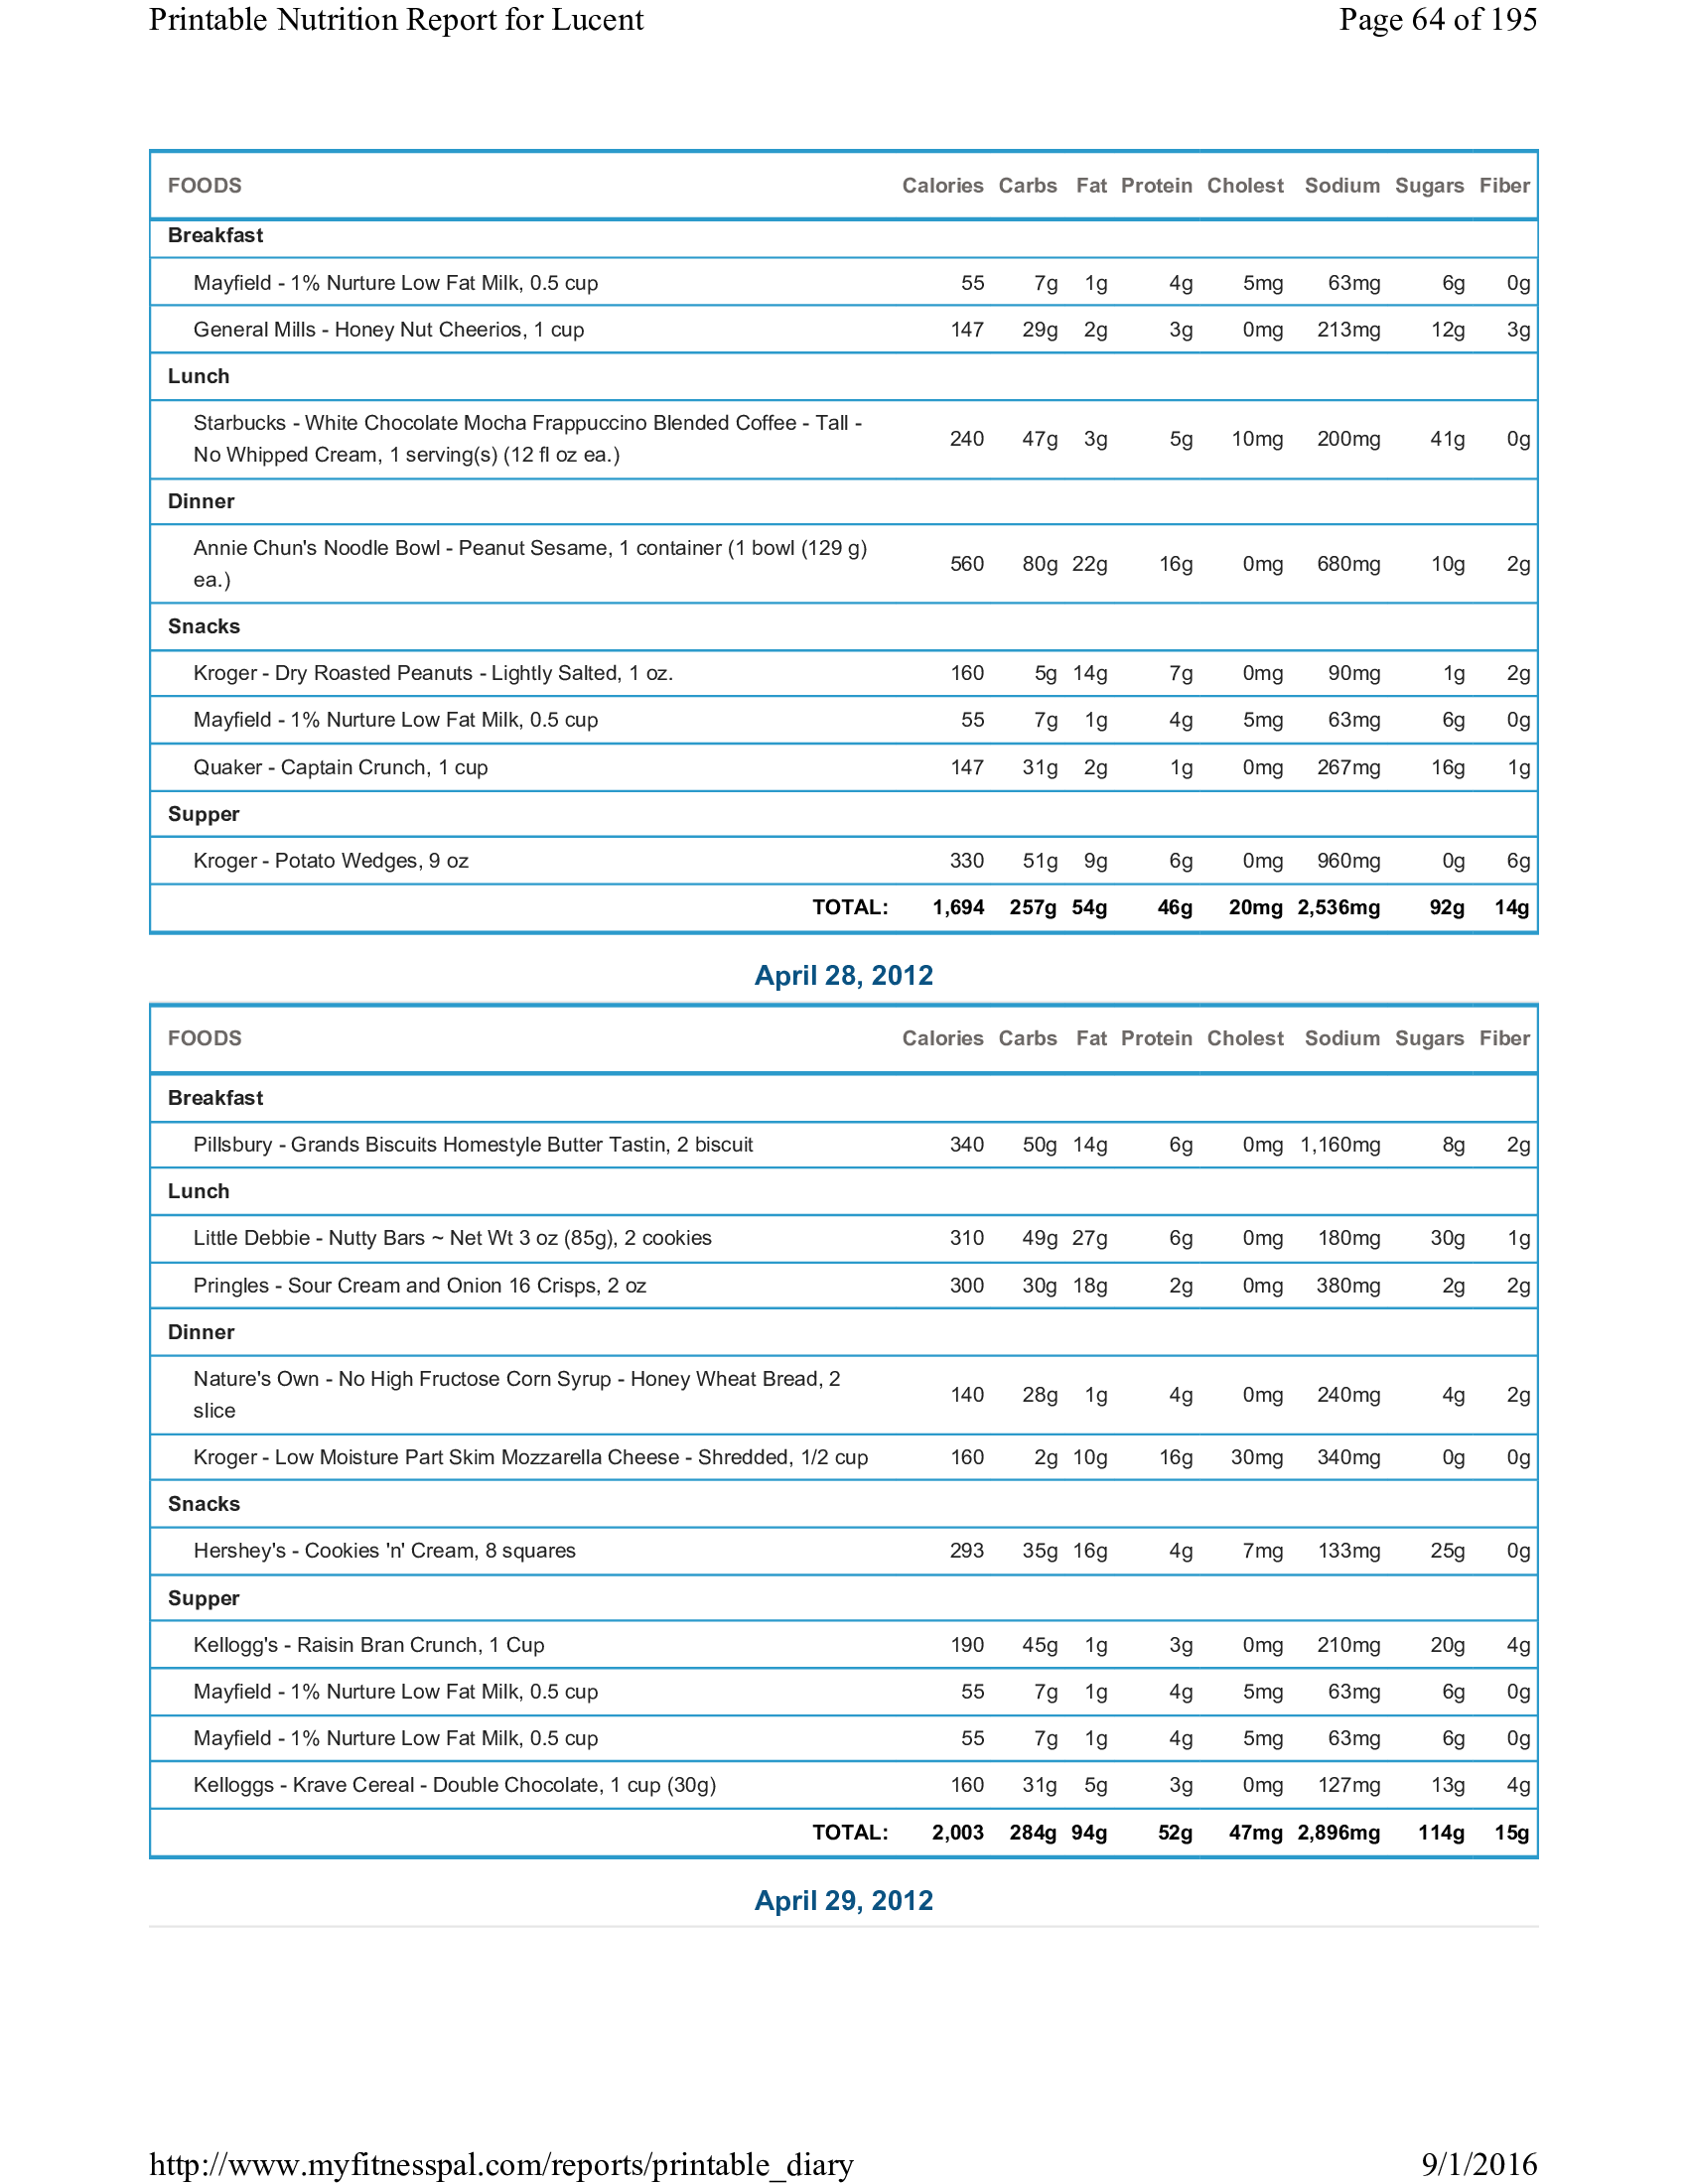 Printable Nutrition Report for Lucent Page 64 of 195
FOODS Calories Carbs Fat Protein Cholest Sodium Sugars Fiber
Breakfast
Mayfield - 1% Nurture Low Fat Milk, 0.5 cup 55 7g 1g 4g 5mg 63mg 6g 0g
General Mills - Honey Nut Cheerios, 1 cup 147 29g 2g 3g 0mg 213mg 12g 3g
Lunch
Starbucks - White Chocolate Mocha Frappuccino Blended Coffee - Tall -
No Whipped Cream, 1 serving(s) (12 fl oz ea.) 240 47g 3g 5g 10mg 200mg 41g 0g
Dinner
Annie Chun's Noodle Bowl - Peanut Sesame, 1 container (1 bowl (129 g)
ea.) 560 80g 22g 16g 0mg 680mg 10g 2g
Snacks
Kroger - Dry Roasted Peanuts - Lightly Salted, 1 oz. 160 5g 14g 7g 0mg 90mg 1g 2g
Mayfield - 1% Nurture Low Fat Milk, 0.5 cup 55 7g 1g 4g 5mg 63mg 6g 0g
Quaker - Captain Crunch, 1 cup 147 31g 2g 1g 0mg 267mg 16g 1g
Supper
Kroger - Potato Wedges, 9 oz 330 51g 9g 6g 0mg 960mg 0g 6g
TOTAL: 1,694 257g 54g 46g 20mg 2,536mg 92g 14g
April 28, 2012
FOODS Calories Carbs Fat Protein Cholest Sodium Sugars Fiber
Breakfast
Pillsbury - Grands Biscuits Homestyle Butter Tastin, 2 biscuit 340 50g 14g 6g 0mg 1,160mg 8g 2g
Lunch
Little Debbie - Nutty Bars ~ Net Wt 3 oz (85g), 2 cookies 310 49g 27g 6g 0mg 180mg 30g 1g
Pringles - Sour Cream and Onion 16 Crisps, 2 oz 300 30g 18g 2g 0mg 380mg 2g 2g
Dinner
Nature's Own - No High Fructose Corn Syrup - Honey Wheat Bread, 2
slice 140 28g 1g 4g 0mg 240mg 4g 2g
Kroger - Low Moisture Part Skim Mozzarella Cheese - Shredded, 1/2 cup 160 2g 10g 16g 30mg 340mg 0g 0g
Snacks
Hershey's - Cookies 'n' Cream, 8 squares 293 35g 16g 4g 7mg 133mg 25g 0g
Supper
Kellogg's - Raisin Bran Crunch, 1 Cup 190 45g 1g 3g 0mg 210mg 20g 4g
Mayfield - 1% Nurture Low Fat Milk, 0.5 cup 55 7g 1g 4g 5mg 63mg 6g 0g
Mayfield - 1% Nurture Low Fat Milk, 0.5 cup 55 7g 1g 4g 5mg 63mg 6g 0g
Kelloggs - Krave Cereal - Double Chocolate, 1 cup (30g) 160 31g 5g 3g 0mg 127mg 13g 4g
TOTAL: 2,003 284g 94g 52g 47mg 2,896mg 114g 15g
April 29, 2012
http://www.myfitnesspal.com/reports/printable_diary 9/1/2016